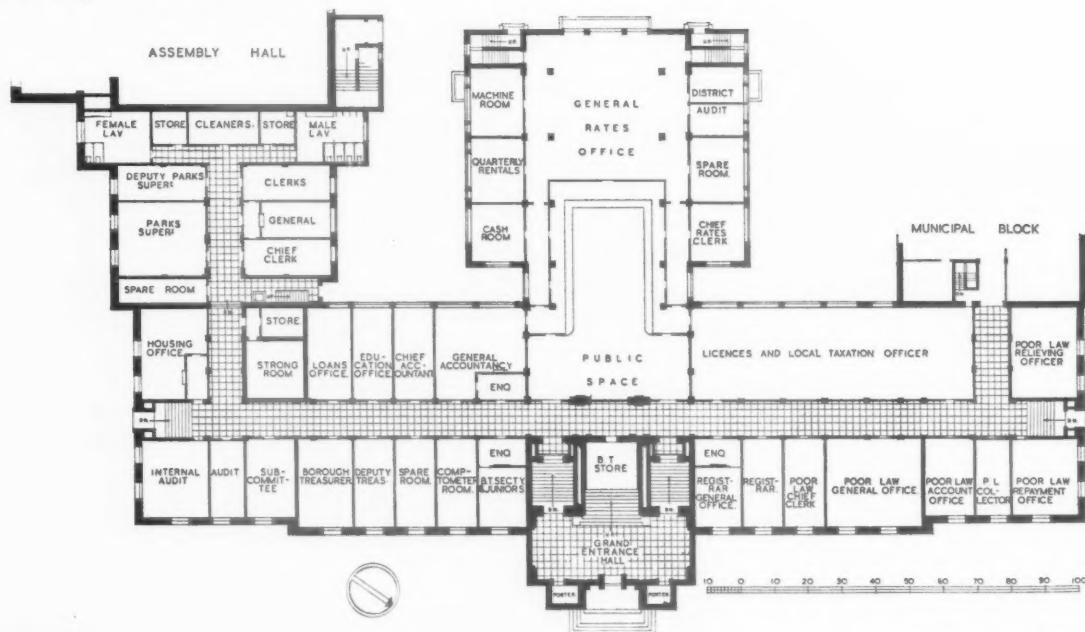 ASSEMBLY HALL
FEMALE
LAV
STORE
CLEANERS.
STORE
MALE
LAV
DEPUTY PARKS
SUPERT
CLERKS
PARKS
SUPERT
GENERAL
CHIEF
CLERK
SPARE ROOM
MACHINE
ROOM
QUARTERLY
RENTALS
CASH
ROOM
GENERAL
RATES
OFFICE
DISTRICT
AUDIT
SPARE
ROOM.
CHIEF
RATES
CLERK
MUNICIPAL BLOCK
HOUSING
OFFICE
STORE
STRONG
ROOM
LOANS
OFFICE.
EDU-
CATION
OFFICE.
CHIEF
ACC-
OUNTANT
GENERAL
ACCOUNTANCY
ENQ
PUBLIC
SPACE
LICENCES AND LOCAL TAXATION OFFICER
POOR LAW
RELIEVING
OFFICER
INTERNAL
AUDIT
AUDIT
SUB-
COMMIT-
TEE
BOROUGH
TREASURER.
DEPUTY
TREAS.
SPARE
ROOM.
COMP-
TOMETER
ROOM.
ENQ
B.T. SECTY
& JUNIORS
B.T
STORE
ENQ
REGIST-
RAR
GENERAL
OFFICE.
REGIST-
RAR.
POOR
LAW
CHIEF
CLERK
POOR LAW
GENERAL OFFICE.
POOR LAW
ACCOUNT
OFFICE
P L
COL-
LECTOR
POOR LAW
REPAYMENT
OFFICE
GRAND
ENTRANCE
HALL
PORTER
PORTER
10 0 10 20 30 40 50 60 70 80 90 100